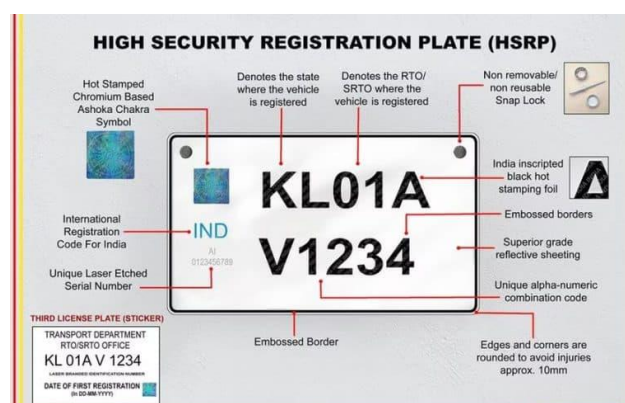 HIGH SECURITY REGISTRATION PLATE (HSRP)
Hot Stamped
Chromium Based
Ashoka Chakra
Symbol
Denotes the state
where the vehicle
is registered
Denotes the RTO/
SRTO where the
vehicle is registered
Non removable/
non reusable
Snap Lock
KL01A
India inscripted
black hot
stamping foil
International
Registration
Code For India
IND
AI
0123456789
V1234
Embossed borders
Superior grade
reflective sheeting
Unique Laser Etched
Serial Number
Unique alpha-numeric
combination code
Embossed Border
Edges and corners are
rounded to avoid injuries
approx. 10mm
THIRD LICENSE PLATE (STICKER)
TRANSPORT DEPARTMENT
RTO/SRTO OFFICE
KL 01A V 1234
LASER BRANDED IDENTIFICATION NUMBER
DATE OF FIRST REGISTRATION
(In DD-MM-YYYY)